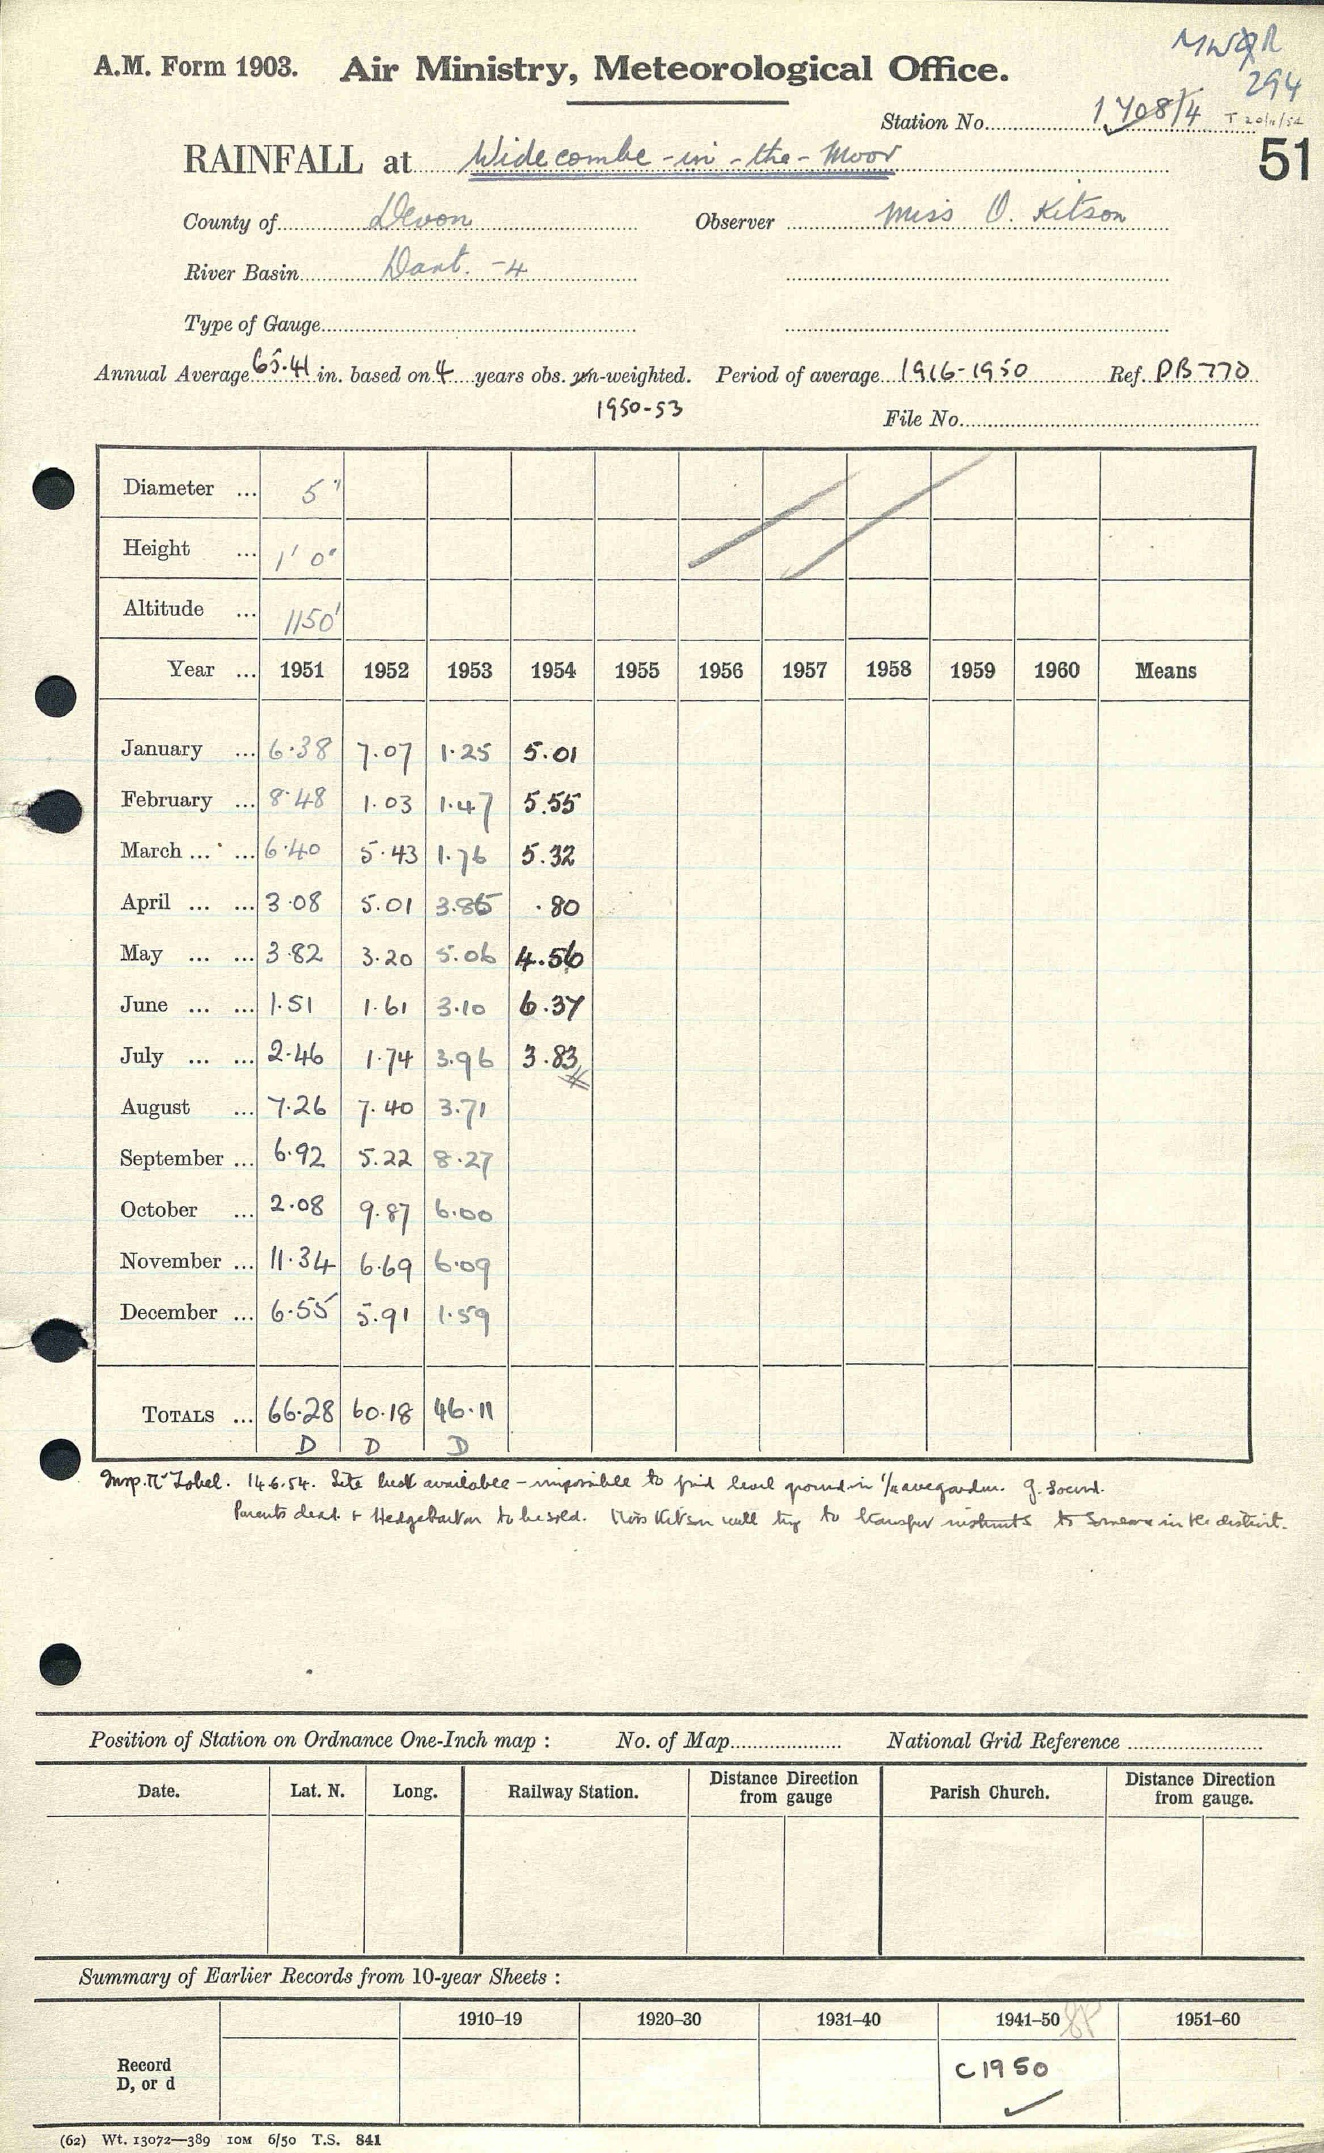 MWQR
294
A.M. Form 1903. Air Ministry, Meteorological Office.
Station No. 1708/4 T 20/11/54
51
RAINFALL at Widecombe-in-the-Moor
County of Devon Observer Miss O. Kitson
River Basin Dart. -4
Type of Gauge
Annual Average 65.41 in. based on 4 years obs. un-weighted. Period of average 1916-1950 Ref. DB770
1950-53 File No.
Diameter ... 5"
Height ... 1' 0"
Altitude ... 1150'
Year ... 1951 1952 1953 1954 1955 1956 1957 1958 1959 1960 Means
January ... 6.38 7.07 1.25 5.01
February ... 8.48 1.03 1.47 5.55
March ... ... 6.40 5.43 1.76 5.32
April ... ... 3.08 5.01 3.85 .80
May ... ... 3.82 3.20 5.06 4.56
June ... ... 1.51 1.61 3.10 6.37
July ... ... 2.46 1.74 3.96 3.83
August ... 7.26 7.40 3.71
September ... 6.92 5.22 8.27
October ... 2.08 9.87 6.00
November ... 11.34 6.69 6.09
December ... 6.55 5.91 1.59
TOTALS ... 66.28 60.18 46.11
D D D
Insp. 14.6.54. Site best available - impossible to find level ground in acre garden.
Parents dead & to be sold. Miss Kitson will try to transfer instruments to someone in the district.
Position of Station on Ordnance One-Inch map : No. of Map National Grid Reference
Date. Lat. N. Long. Railway Station. Distance from gauge Direction Parish Church. Distance from gauge. Direction
Summary of Earlier Records from 10-year Sheets :
1910–19 1920–30 1931–40 1941–50 1951–60
Record
D, or d C1950
(62) Wt. 13072—389 10M 6/50 T.S. 841